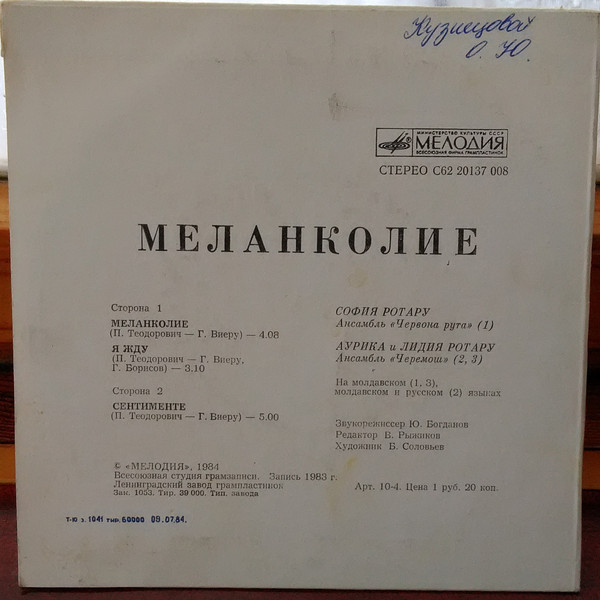 Кузнецовой
О. Ю.
МИНИСТЕРСТВО КУЛЬТУРЫ СССР
МЕЛОДИЯ
ВСЕСОЮЗНАЯ ФИРМА ГРАМПЛАСТИНОК
СТЕРЕО С62 20137 008
МЕЛАНКОЛИЕ
Сторона 1
МЕЛАНКОЛИЕ
(П. Теодорович — Г. Виеру) — 4.08
Я ЖДУ
(П. Теодорович — Г. Виеру,
Г. Борисов) — 3.10
Сторона 2
СЕНТИМЕНТЕ
(П. Теодорович — Г. Виеру) — 5.00
СОФИЯ РОТАРУ
Ансамбль «Червона рута» (1)
АУРИКА и ЛИДИЯ РОТАРУ
Ансамбль «Черемош» (2, 3)
На молдавском (1, 3),
молдавском и русском (2) языках
Звукорежиссер Ю. Богданов
Редактор В. Рыжиков
Художник Б. Соловьев
© «МЕЛОДИЯ», 1984
Всесоюзная студия грамзаписи. Запись 1983 г.
Ленинградский завод грампластинок
Зак. 1053. Тир. 39 000. Тип. завода
Арт. 10-4. Цена 1 руб. 20 коп.
Т-Ю з. 1041 тыр. 60000 09.07.84.